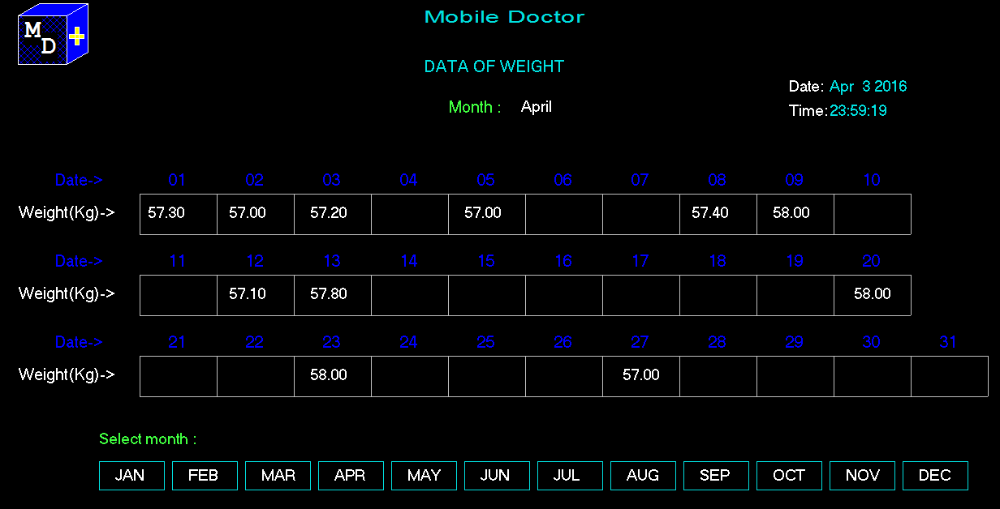 MD
Mobile Doctor
DATA OF WEIGHT
Date: Apr 3 2016
Month : April
Time:23:59:19
Date-> 01 02 03 04 05 06 07 08 09 10
Weight(Kg)-> 57.30 57.00 57.20 57.00 57.40 58.00
Date-> 11 12 13 14 15 16 17 18 19 20
Weight(Kg)-> 57.10 57.80 58.00
Date-> 21 22 23 24 25 26 27 28 29 30 31
Weight(Kg)-> 58.00 57.00
Select month :
JAN FEB MAR APR MAY JUN JUL AUG SEP OCT NOV DEC